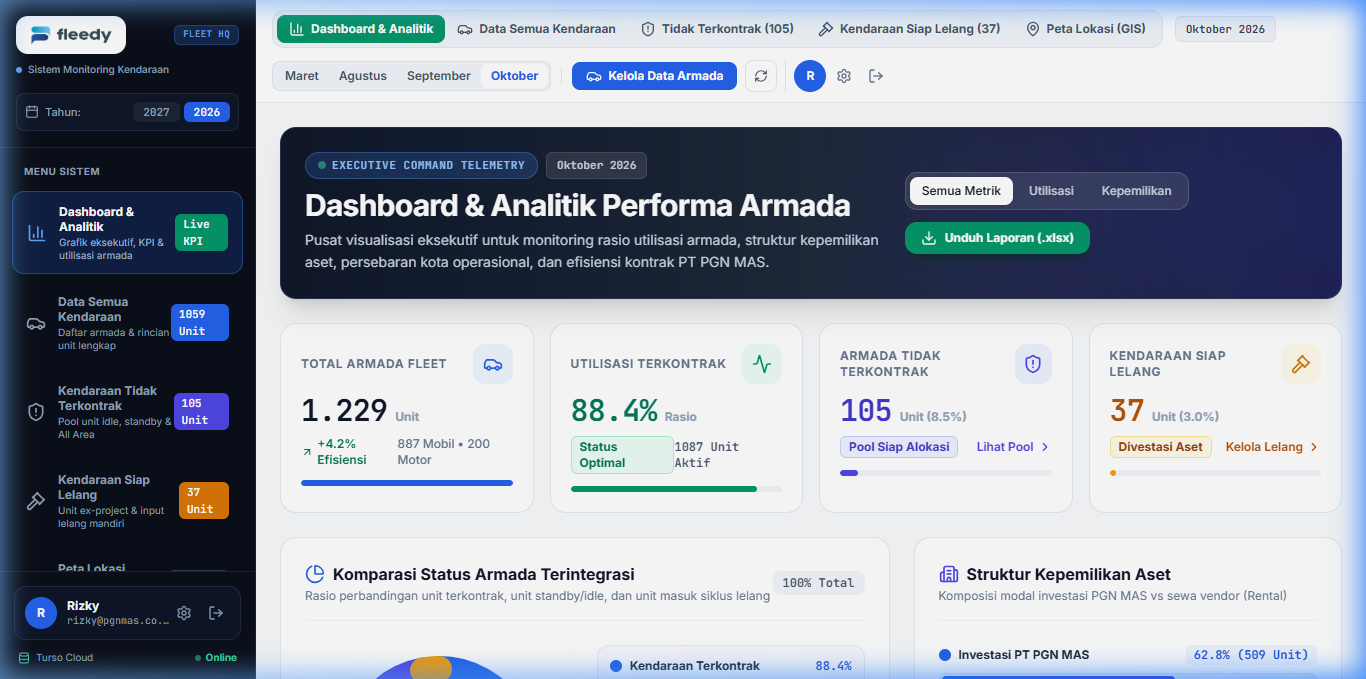 fleedy
FLEET HQ
Sistem Monitoring Kendaraan
Tahun:
2027
2026
MENU SISTEM
Dashboard &
Analitik
Grafik eksekutif, KPI &
utilisasi armada
Live
KPI
Data Semua
Kendaraan
Daftar armada & rincian
unit lengkap
1059
Unit
Kendaraan Tidak
Terkontrak
Pool unit idle, standby &
All Area
105
Unit
Kendaraan Siap
Lelang
Unit ex-project & input
lelang mandiri
37
Unit
Peta Lokasi
R
Rizky
rizky@pgnmas.co.…
Turso Cloud
Online
Dashboard & Analitik
Data Semua Kendaraan
Tidak Terkontrak (105)
Kendaraan Siap Lelang (37)
Peta Lokasi (GIS)
Oktober 2026
Maret
Agustus
September
Oktober
Kelola Data Armada
R
EXECUTIVE COMMAND TELEMETRY
Oktober 2026
Dashboard & Analitik Performa Armada
Pusat visualisasi eksekutif untuk monitoring rasio utilisasi armada, struktur kepemilikan
aset, persebaran kota operasional, dan efisiensi kontrak PT PGN MAS.
Semua Metrik
Utilisasi
Kepemilikan
Unduh Laporan (.xlsx)
TOTAL ARMADA FLEET
1.229 Unit
+4.2%
Efisiensi
887 Mobil • 200
Motor
UTILISASI TERKONTRAK
88.4% Rasio
Status
Optimal
1087 Unit
Aktif
ARMADA TIDAK
TERKONTRAK
105 Unit (8.5%)
Pool Siap Alokasi
Lihat Pool
KENDARAAN SIAP
LELANG
37 Unit (3.0%)
Divestasi Aset
Kelola Lelang
Komparasi Status Armada Terintegrasi
Rasio perbandingan unit terkontrak, unit standby/idle, dan unit masuk siklus lelang
100% Total
Kendaraan Terkontrak
88.4%
Struktur Kepemilikan Aset
Komposisi modal investasi PGN MAS vs sewa vendor (Rental)
Investasi PT PGN MAS
62.8% (509 Unit)